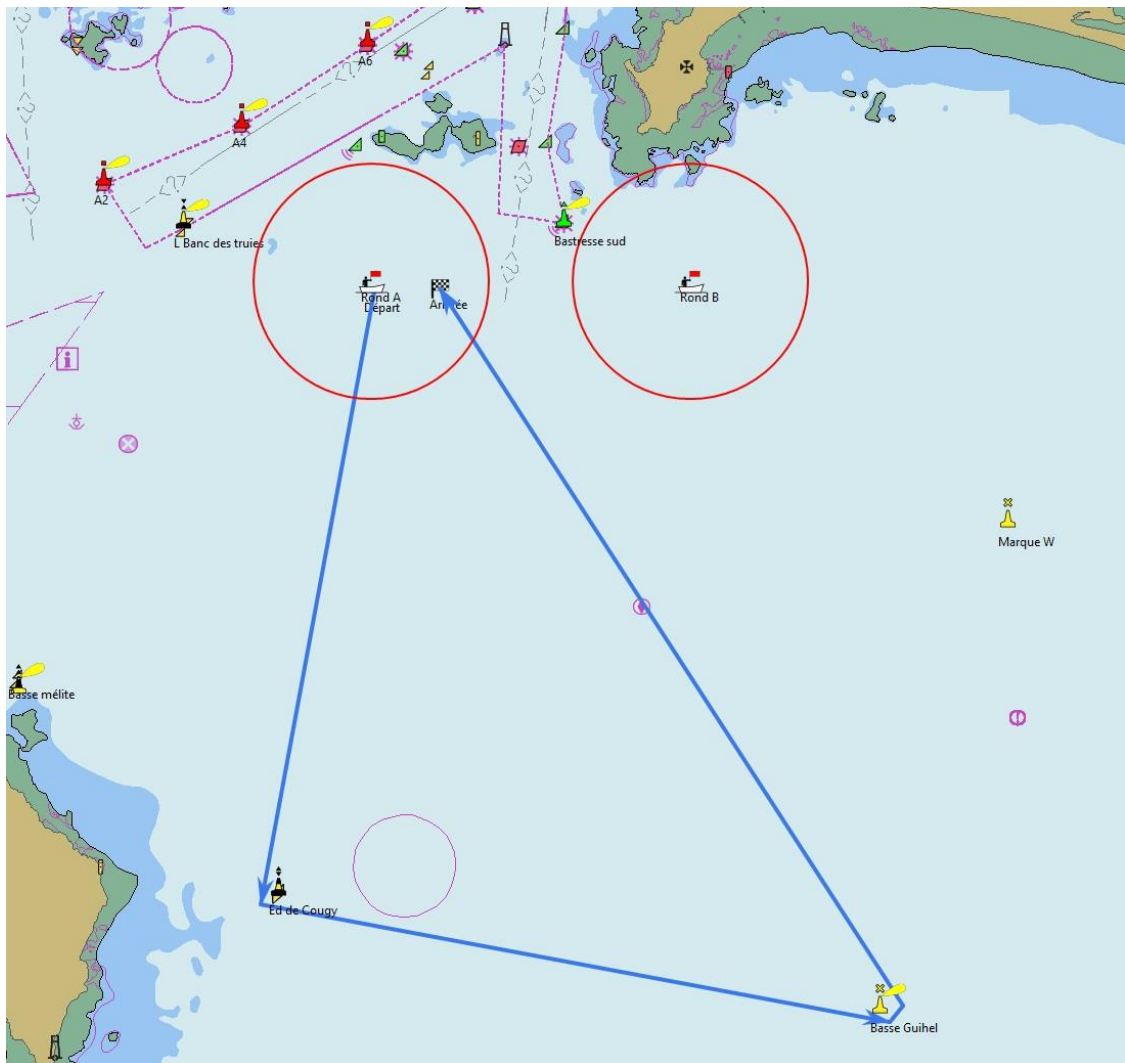 A6
A4
A2
L Banc des truies
Bastresse sud
Rond A
Départ
Arrivée
Rond B
i
Marque W
Basse mélite
Ed de Cougy
Basse Guihel